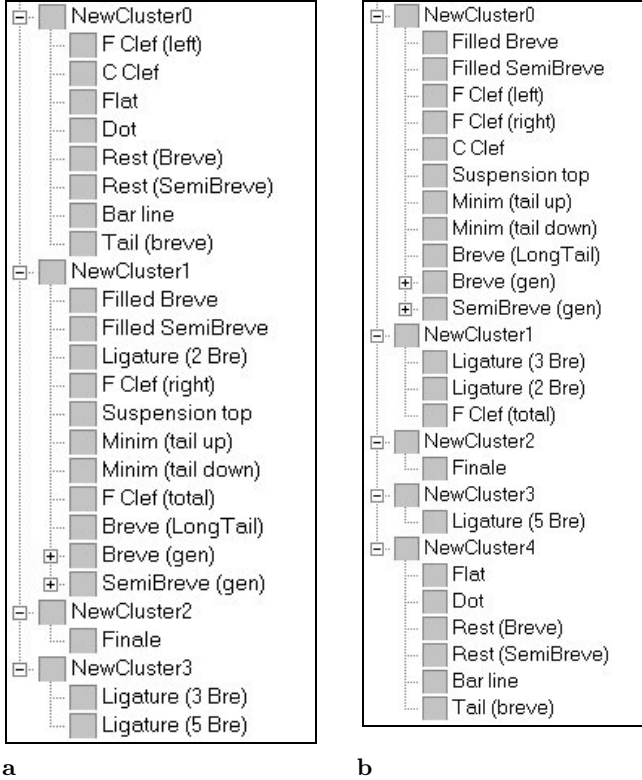 NewCluster0
F Clef (left)
C Clef
Flat
Dot
Rest (Breve)
Rest (SemiBreve)
Bar line
Tail (breve)
NewCluster1
Filled Breve
Filled SemiBreve
Ligature (2 Bre)
F Clef (right)
Suspension top
Minim (tail up)
Minim (tail down)
F Clef (total)
Breve (LongTail)
Breve (gen)
SemiBreve (gen)
NewCluster2
Finale
NewCluster3
Ligature (3 Bre)
Ligature (5 Bre)
a
NewCluster0
Filled Breve
Filled SemiBreve
F Clef (left)
F Clef (right)
C Clef
Suspension top
Minim (tail up)
Minim (tail down)
Breve (LongTail)
Breve (gen)
SemiBreve (gen)
NewCluster1
Ligature (3 Bre)
Ligature (2 Bre)
F Clef (total)
NewCluster2
Finale
NewCluster3
Ligature (5 Bre)
NewCluster4
Flat
Dot
Rest (Breve)
Rest (SemiBreve)
Bar line
Tail (breve)
b